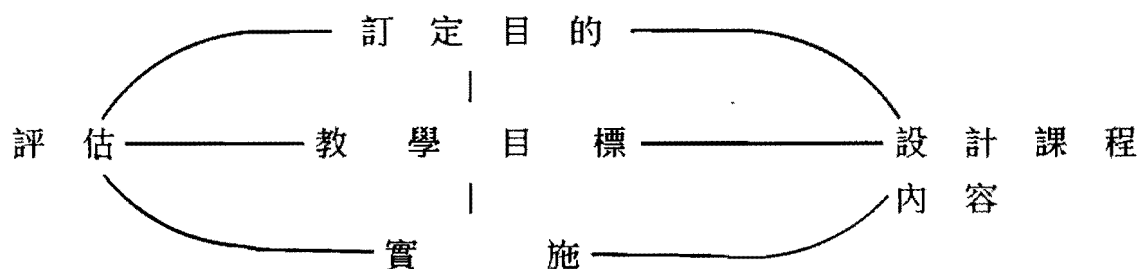 訂定目的
評估 教學目標 設計課程
內容
實施